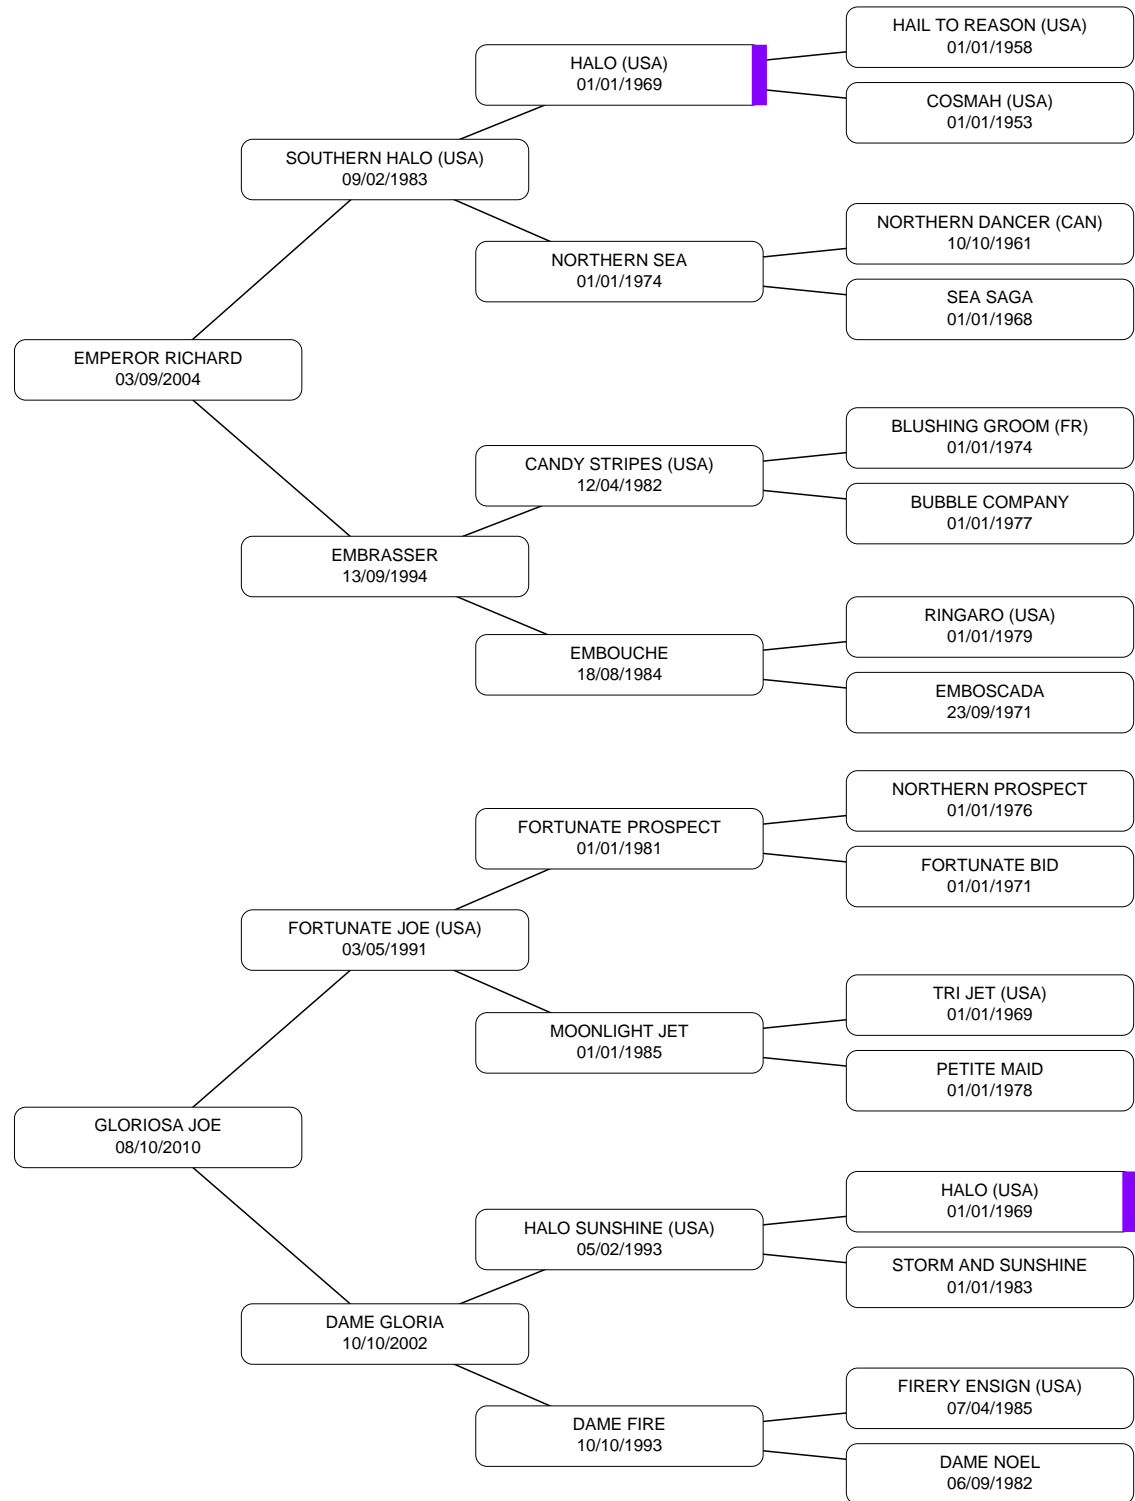 HAIL TO REASON (USA)
01/01/1958
HALO (USA)
01/01/1969
COSMAH (USA)
01/01/1953
SOUTHERN HALO (USA)
09/02/1983
NORTHERN DANCER (CAN)
10/10/1961
NORTHERN SEA
01/01/1974
SEA SAGA
01/01/1968
EMPEROR RICHARD
03/09/2004
BLUSHING GROOM (FR)
01/01/1974
CANDY STRIPES (USA)
12/04/1982
BUBBLE COMPANY
01/01/1977
EMBRASSER
13/09/1994
RINGARO (USA)
01/01/1979
EMBOUCHE
18/08/1984
EMBOSCADA
23/09/1971
NORTHERN PROSPECT
01/01/1976
FORTUNATE PROSPECT
01/01/1981
FORTUNATE BID
01/01/1971
FORTUNATE JOE (USA)
03/05/1991
TRI JET (USA)
01/01/1969
MOONLIGHT JET
01/01/1985
PETITE MAID
01/01/1978
GLORIOSA JOE
08/10/2010
HALO (USA)
01/01/1969
HALO SUNSHINE (USA)
05/02/1993
STORM AND SUNSHINE
01/01/1983
DAME GLORIA
10/10/2002
FIRERY ENSIGN (USA)
07/04/1985
DAME FIRE
10/10/1993
DAME NOEL
06/09/1982